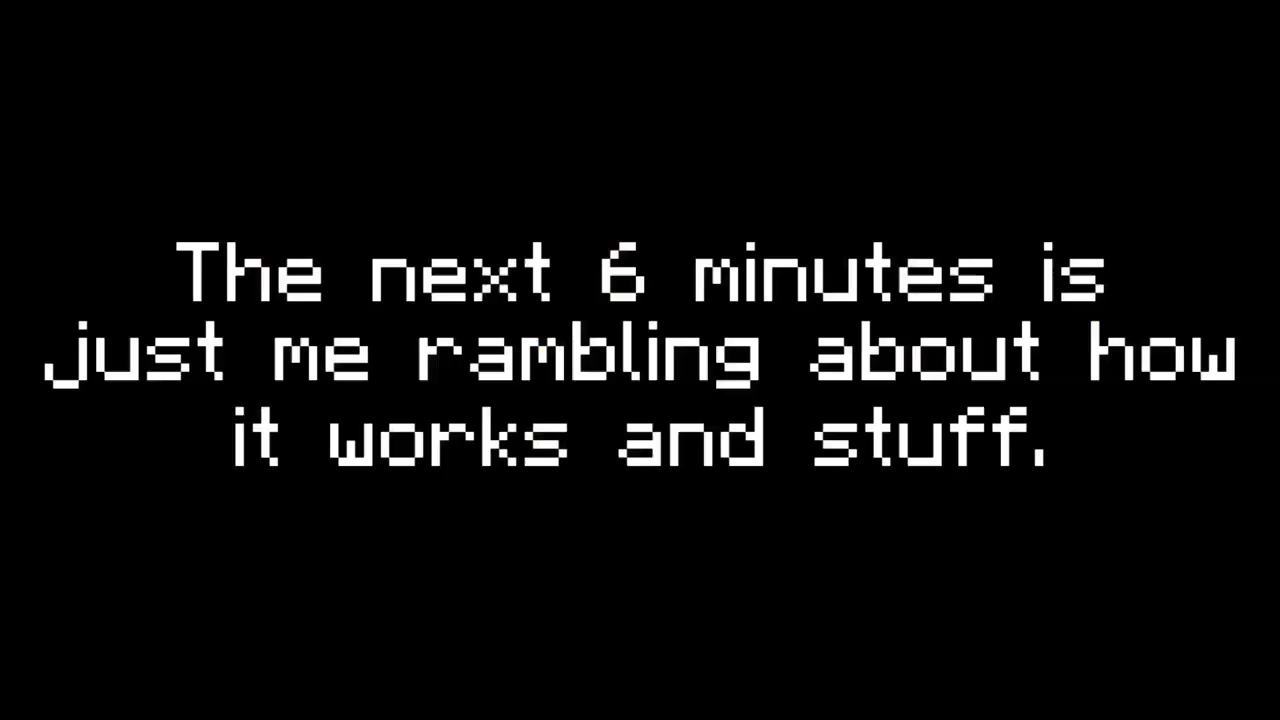 The next 6 minutes is
just me rambling about how
it works and stuff.